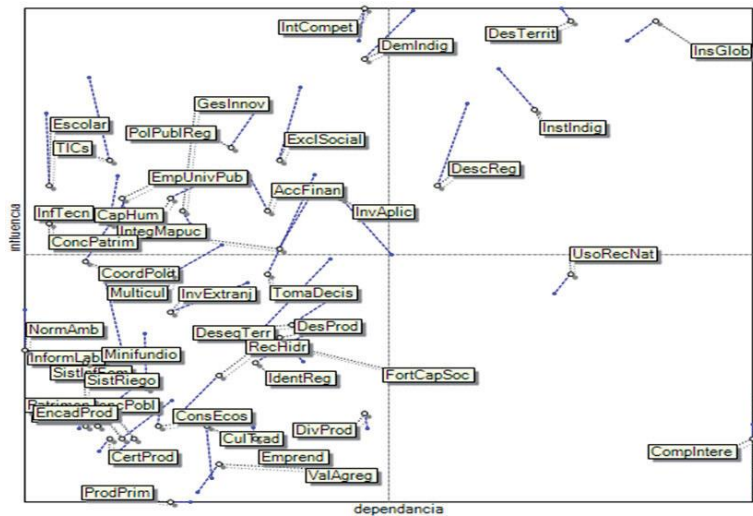 IntCompet
DesTerrit
InsGlob
DemIndig
GesInnov
Escolar
PolPublReg
InstIndig
TICs
ExclSocial
EmpUnivPub
DescReg
AccFinan
InfTecn
CapHum
InvAplic
IntegMapuc
ConcPatrim
influencia
UsoRecNat
CoordPolc
Multicul
InvExtranj
TomaDecis
NormAmb
DeseqTerr
DesProd
InformLab
Minifundio
RecHidr
SistRiego
IdentReg
FortCapSoc
EncadProd
ConsEcos
DivProd
CulTrad
CertProd
Emprend
CompIntere
ValAgreg
ProdPrim
dependancia